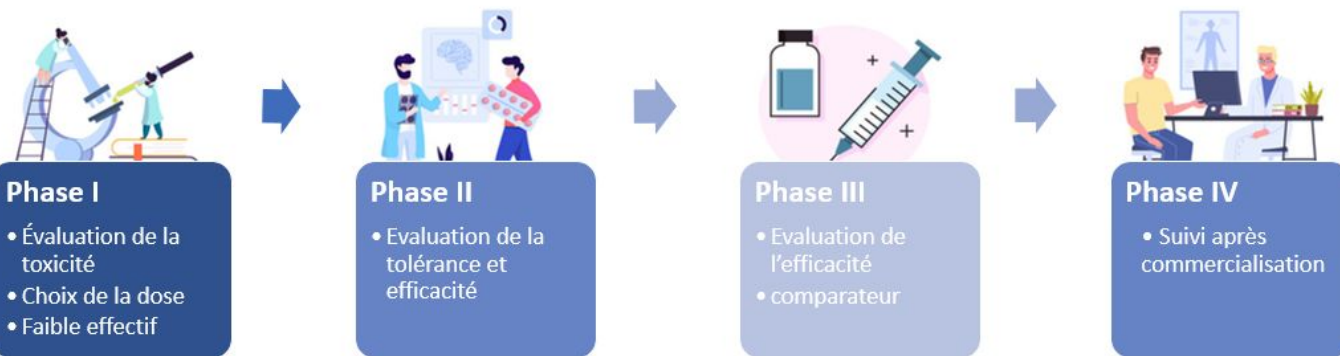 Phase I
• Évaluation de la
toxicité
• Choix de la dose
• Faible effectif
Phase II
• Evaluation de la
tolérance et
efficacité
Phase III
• Evaluation de
l'efficacité
• comparateur
Phase IV
• Suivi après
commercialisation